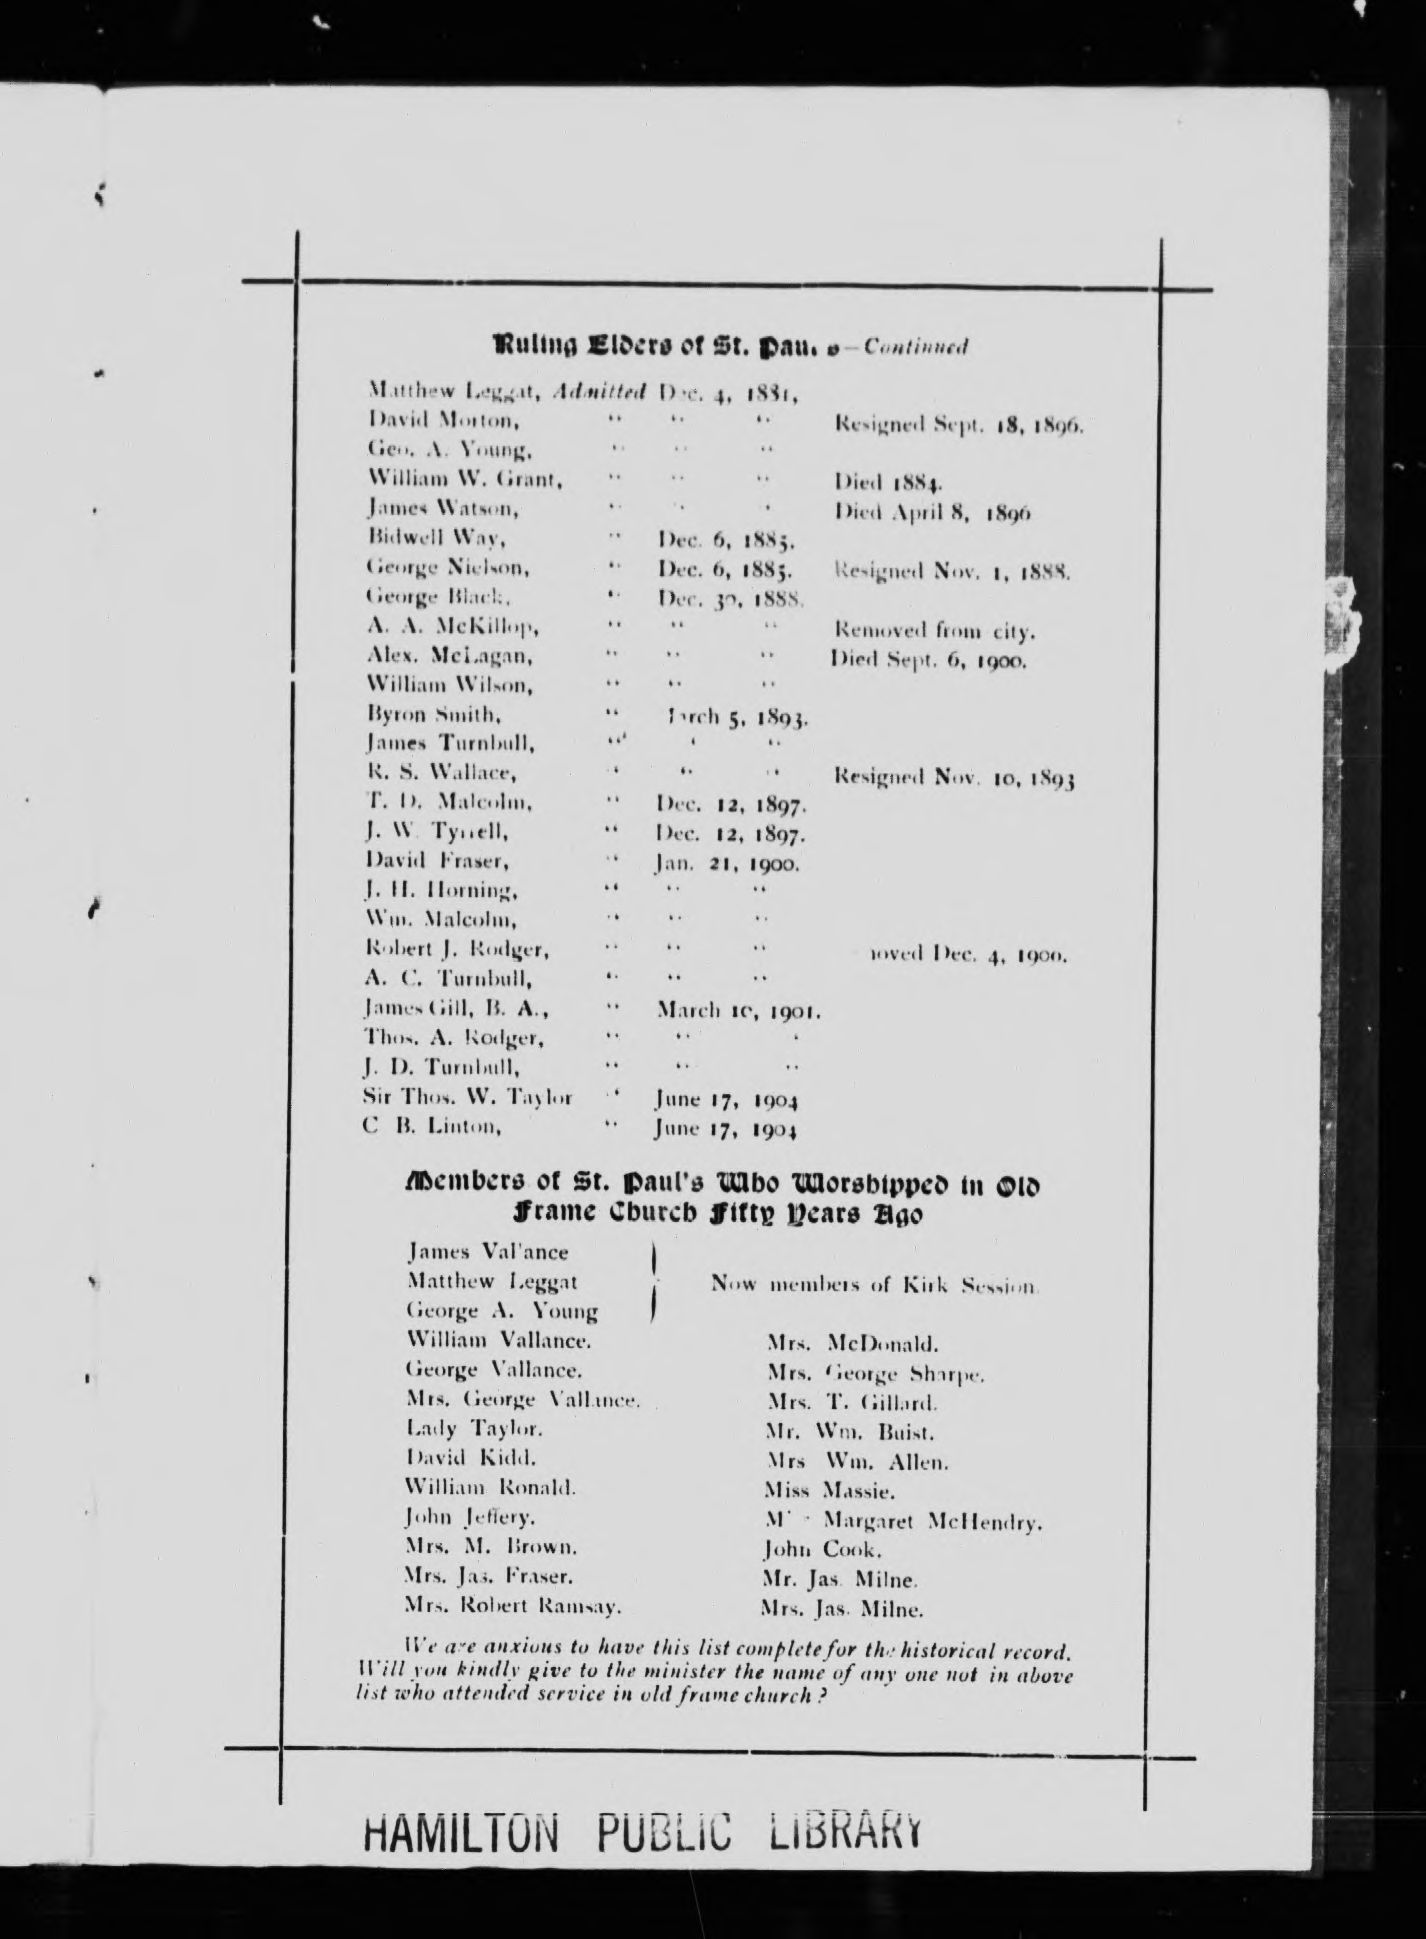 Ruling Elders of St. Paul's—Continued
Matthew Leggat, Admitted Dec. 4, 1881,
David Morton, " " " Resigned Sept. 18, 1896.
Geo. A. Young, " " "
William W. Grant, " " " Died 1884.
James Watson, " " " Died April 8, 1896
Bidwell Way, " Dec. 6, 1885.
George Nielson, " Dec. 6, 1885. Resigned Nov. 1, 1888.
George Black, " Dec. 30, 1888.
A. A. McKillop, " " " Removed from city.
Alex. McLagan, " " " Died Sept. 6, 1900.
William Wilson, " " "
Byron Smith, " March 5, 1893.
James Turnbull, " " "
R. S. Wallace, " " " Resigned Nov. 10, 1893
T. D. Malcolm, " Dec. 12, 1897.
J. W. Tyrrell, " Dec. 12, 1897.
David Fraser, " Jan. 21, 1900.
J. H. Horning, " " "
Wm. Malcolm, " " "
Robert J. Rodger, " " " moved Dec. 4, 1900.
A. C. Turnbull, " " "
James Gill, B. A., " March 10, 1901.
Thos. A. Rodger, " " "
J. D. Turnbull, " " "
Sir Thos. W. Taylor " June 17, 1904
C B. Linton, " June 17, 1904
Members of St. Paul's Who Worshipped in Old
Frame Church Fifty Years Ago
James Vallance
Matthew Leggat Now members of Kirk Session.
George A. Young
William Vallance. Mrs. McDonald.
George Vallance. Mrs. George Sharpe.
Mrs. George Vallance. Mrs. T. Gillard.
Lady Taylor. Mr. Wm. Buist.
David Kidd. Mrs Wm. Allen.
William Ronald. Miss Massie.
John Jeffery. Margaret McHendry.
Mrs. M. Brown. John Cook.
Mrs. Jas. Fraser. Mr. Jas. Milne.
Mrs. Robert Ramsay. Mrs. Jas. Milne.
We are anxious to have this list complete for the historical record.
Will you kindly give to the minister the name of any one not in above
list who attended service in old frame church?
HAMILTON PUBLIC LIBRARY